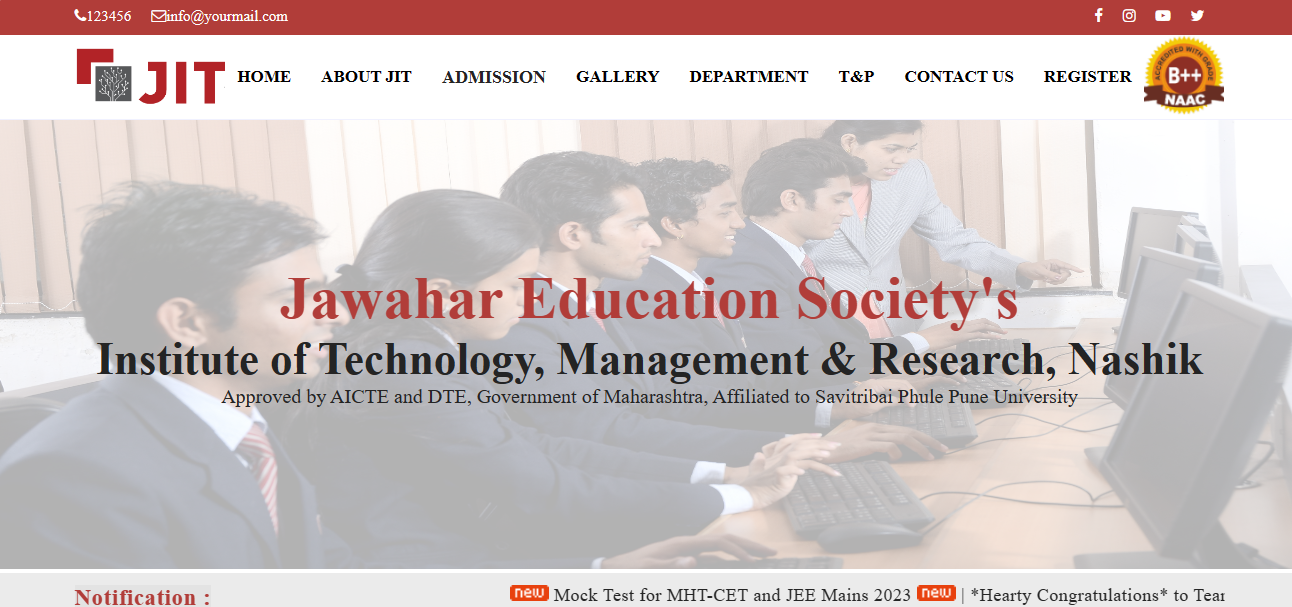 123456 info@yourmail.com
JIT HOME ABOUT JIT ADMISSION GALLERY DEPARTMENT T&P CONTACT US REGISTER
ACCREDITED WITH GRADE
B++
NAAC
Jawahar Education Society's
Institute of Technology, Management & Research, Nashik
Approved by AICTE and DTE, Government of Maharashtra, Affiliated to Savitribai Phule Pune University
Notification : new Mock Test for MHT-CET and JEE Mains 2023 new | *Hearty Congratulations* to